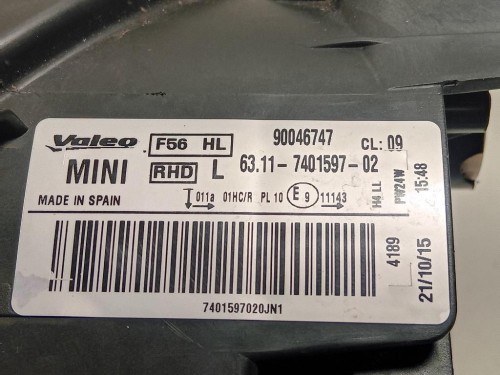 Valeo F56 HL 90046747 CL: 09
MINI RHD L 63.11-7401597-02
MADE IN SPAIN 011a 01HC/R PL 10 E 9 11143
H4 LL
PW24W
15:48
4189
21/10/15
7401597020JN1